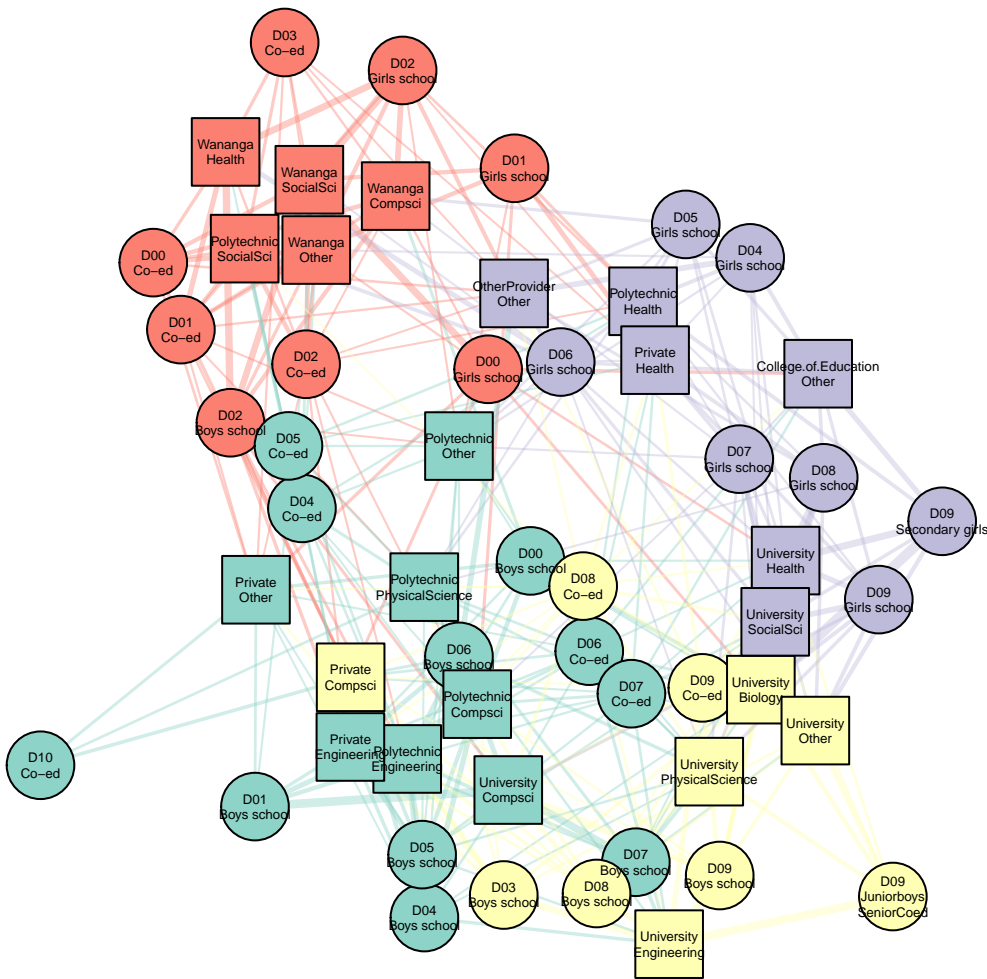 D03
Co–ed
D02
Girls school
Wananga
Health
Wananga
SocialSci
Wananga
Compsci
D01
Girls school
D05
Girls school
D04
Girls school
D00
Co–ed
Polytechnic
SocialSci
Wananga
Other
OtherProvider
Other
Polytechnic
Health
D01
Co–ed
D02
Co–ed
D00
Girls school
D06
Girls school
Private
Health
College.of.Education
Other
D02
Boys school
D05
Co–ed
Polytechnic
Other
D07
Girls school
D08
Girls school
D04
Co–ed
D09
Secondary girls
Private
Other
Polytechnic
PhysicalScience
D00
Boys school
D08
Co–ed
University
Health
D09
Girls school
University
SocialSci
D06
Boys school
D06
Co–ed
Private
Compsci
Polytechnic
Compsci
D07
Co–ed
D09
Co–ed
University
Biology
University
Other
D10
Co–ed
Private
Engineering
Polytechnic
Engineering
University
Compsci
University
PhysicalScience
D01
Boys school
D05
Boys school
D07
Boys school
D09
Boys school
D04
Boys school
D03
Boys school
D08
Boys school
D09
Juniorboys
SeniorCoed
University
Engineering